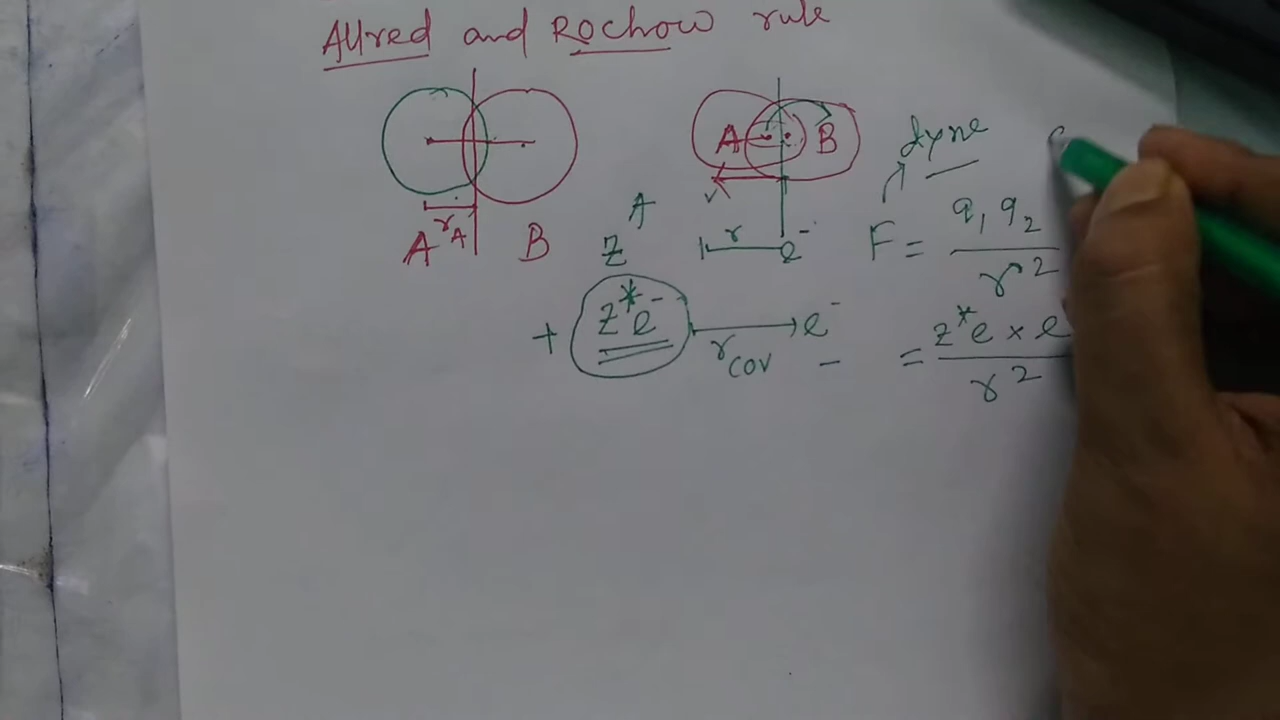 Allred and Rochow rule
A B dyne
F = q₁ q₂ / r²
A rA B Z A r e⁻
+ Z*e⁻ rcov e⁻ −
= Z*e × e / r²